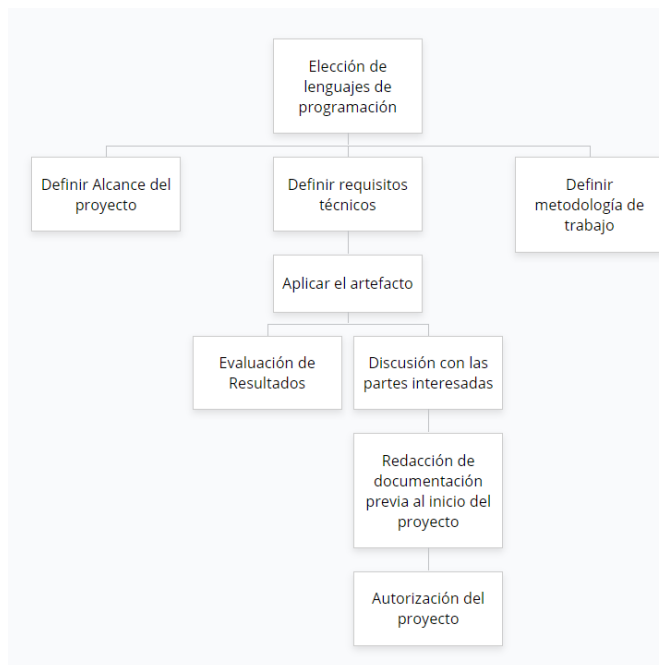 Elección de
lenguajes de
programación
Definir Alcance del
proyecto
Definir requisitos
técnicos
Definir
metodología de
trabajo
Aplicar el artefacto
Evaluación de
Resultados
Discusión con las
partes interesadas
Redacción de
documentación
previa al inicio del
proyecto
Autorización del
proyecto